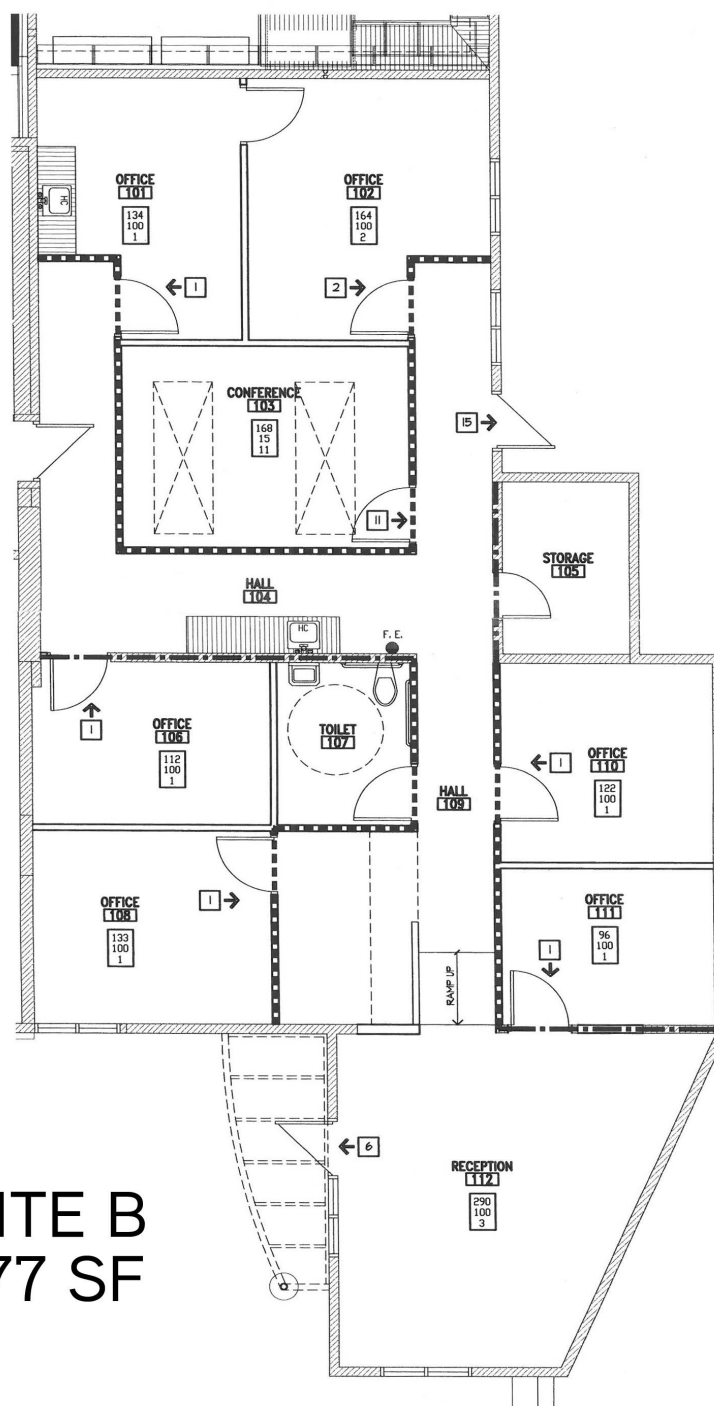 OFFICE
101
134
100
1
HC
OFFICE
102
164
100
2
1
2
CONFERENCE
103
168
15
11
15
11
STORAGE
105
HALL
104
HC
F. E.
OFFICE
106
112
100
1
1
TOILET
107
HALL
109
1
OFFICE
110
122
100
1
OFFICE
108
133
100
1
1
OFFICE
111
96
100
1
1
RAMP UP
6
RECEPTION
112
290
100
3
ITE B
77 SF